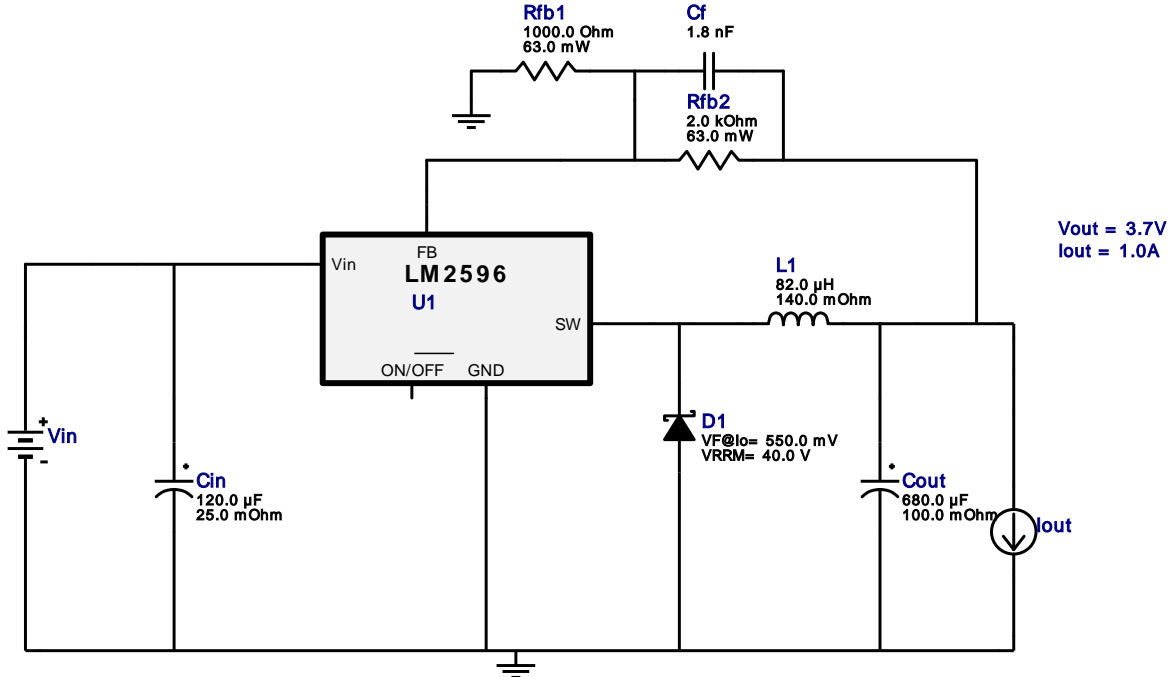 Rfb1
1000.0 Ohm
63.0 mW
Cf
1.8 nF
Rfb2
2.0 kOhm
63.0 mW
Vout = 3.7V
Iout = 1.0A
FB
Vin
LM2596
U1
SW
ON/OFF
GND
L1
82.0 µH
140.0 mOhm
+
Vin
-
+
Cin
120.0 µF
25.0 mOhm
D1
VF@Io= 550.0 mV
VRRM= 40.0 V
+
Cout
680.0 µF
100.0 mOhm
Iout